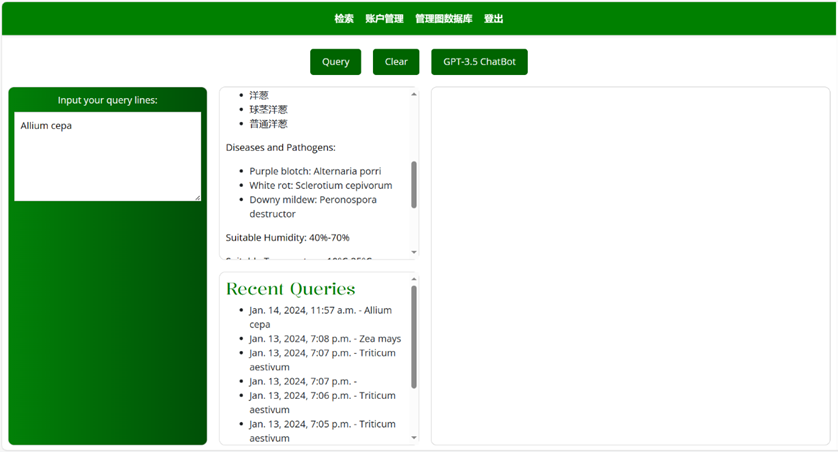 检索 账户管理 管理图数据库 登出
Query Clear GPT-3.5 ChatBot
Input your query lines:
Allium cepa
洋葱
球茎洋葱
普通洋葱
Diseases and Pathogens:
Purple blotch: Alternaria porri
White rot: Sclerotium cepivorum
Downy mildew: Peronospora
destructor
Suitable Humidity: 40%-70%
Recent Queries
Jan. 14, 2024, 11:57 a.m. - Allium
cepa
Jan. 13, 2024, 7:08 p.m. - Zea mays
Jan. 13, 2024, 7:07 p.m. - Triticum
aestivum
Jan. 13, 2024, 7:07 p.m. -
Jan. 13, 2024, 7:06 p.m. - Triticum
aestivum
Jan. 13, 2024, 7:05 p.m. - Triticum
aestivum